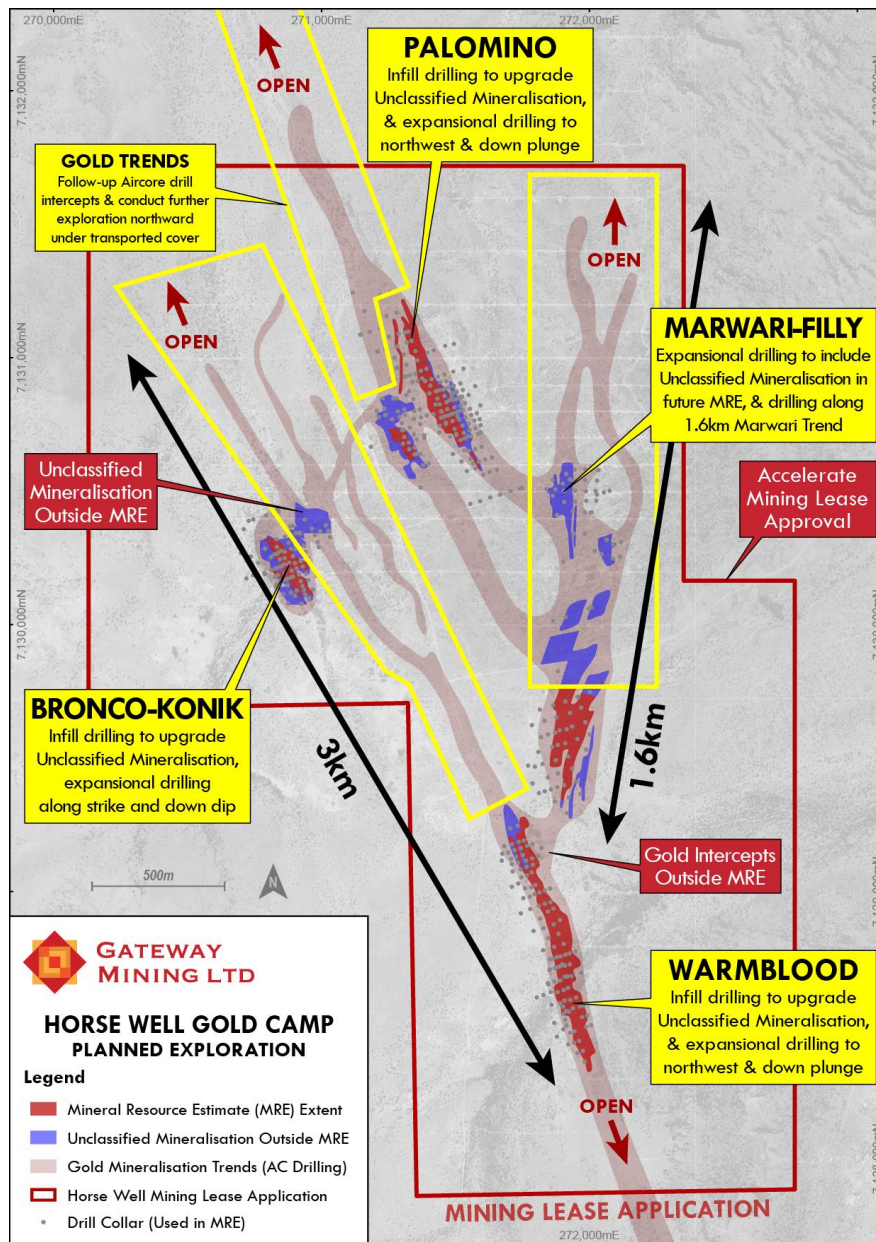 270,000mE
271,000mE
272,000mE
7,132,000mN
7,132,000mN
OPEN
PALOMINO
Infill drilling to upgrade
Unclassified Mineralisation,
& expansional drilling to
northwest & down plunge
GOLD TRENDS
Follow-up Aircore drill
intercepts & conduct further
exploration northward
under transported cover
OPEN
OPEN
MARWARI-FILLY
Expansional drilling to include
Unclassified Mineralisation in
future MRE, & drilling along
1.6km Marwari Trend
7,131,000mN
Unclassified
Mineralisation
Outside MRE
Accelerate
Mining Lease
Approval
7,130,000mN
BRONCO-KONIK
Infill drilling to upgrade
Unclassified Mineralisation,
expansional drilling
along strike and down dip
3km
1.6km
Gold Intercepts
Outside MRE
500m
N
GATEWAY
MINING LTD
HORSE WELL GOLD CAMP
PLANNED EXPLORATION
Legend
Mineral Resource Estimate (MRE) Extent
Unclassified Mineralisation Outside MRE
Gold Mineralisation Trends (AC Drilling)
Horse Well Mining Lease Application
Drill Collar (Used in MRE)
WARMBLOOD
Infill drilling to upgrade
Unclassified Mineralisation,
& expansional drilling to
northwest & down plunge
OPEN
MINING LEASE APPLICATION
272,000mE